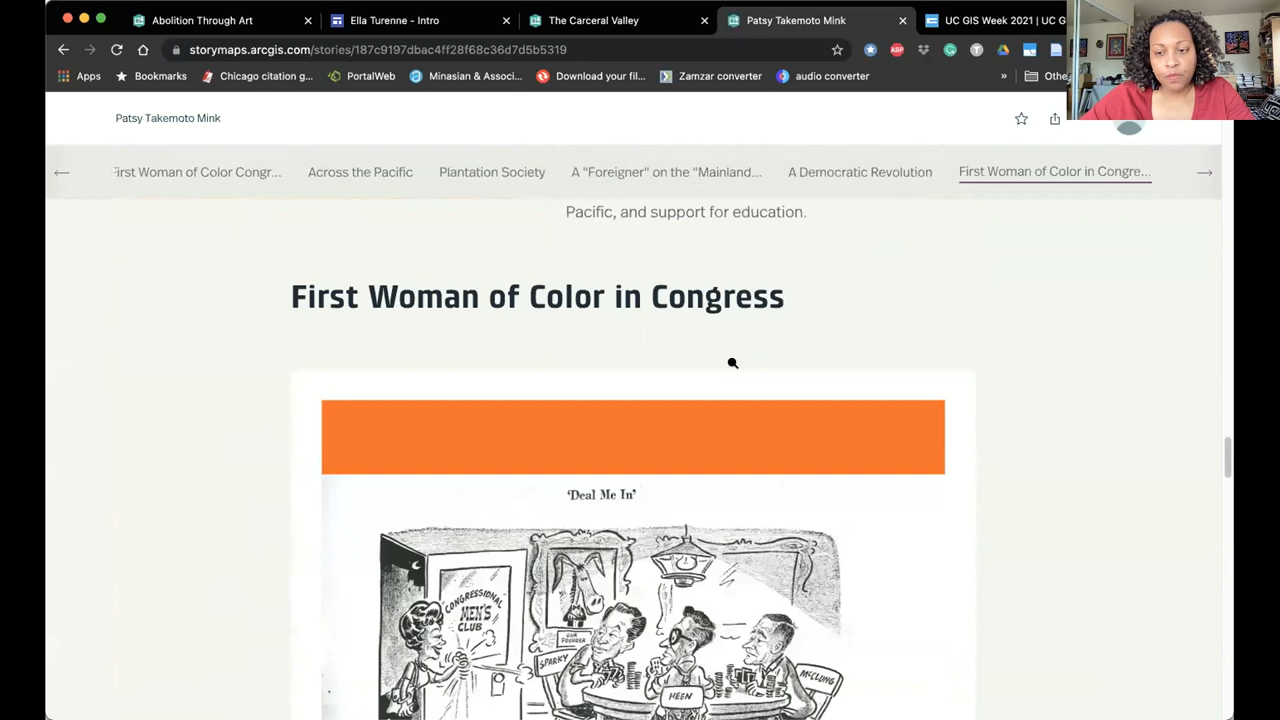 Abolition Through Art
Ella Turenne - Intro
The Carceral Valley
Patsy Takemoto Mink
UC GIS Week 2021 | UC G
storymaps.arcgis.com/stories/187c9197dbac4ff28f68c36d7d5b5319
ABP
Apps
Bookmarks
Chicago citation g...
PortalWeb
Minasian & Associ...
Download your fil...
Zamzar converter
audio converter
»
Othe
Patsy Takemoto Mink
First Woman of Color Congr...
Across the Pacific
Plantation Society
A "Foreigner" on the "Mainland...
A Democratic Revolution
First Woman of Color in Congre...
Pacific, and support for education.
First Woman of Color in Congress
'Deal Me In'
CONGRESSIONAL
MEN'S
CLUB
OUR
FOUNDER
SPARKY
HEEN
McCLUNG